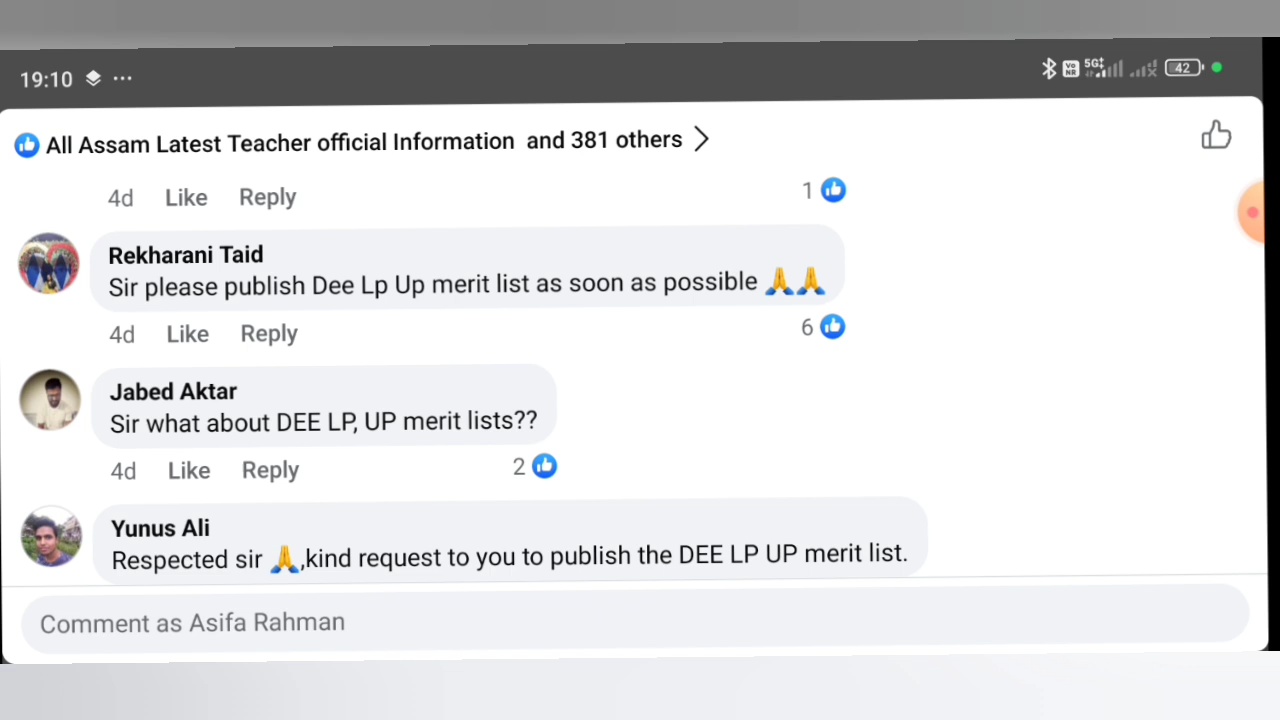 19:10
Vo NR 5G 42
All Assam Latest Teacher official Information and 381 others
4d Like Reply 1
Rekharani Taid
Sir please publish Dee Lp Up merit list as soon as possible 🙏🙏
4d Like Reply 6
Jabed Aktar
Sir what about DEE LP, UP merit lists??
4d Like Reply 2
Yunus Ali
Respected sir 🙏,kind request to you to publish the DEE LP UP merit list.
Comment as Asifa Rahman